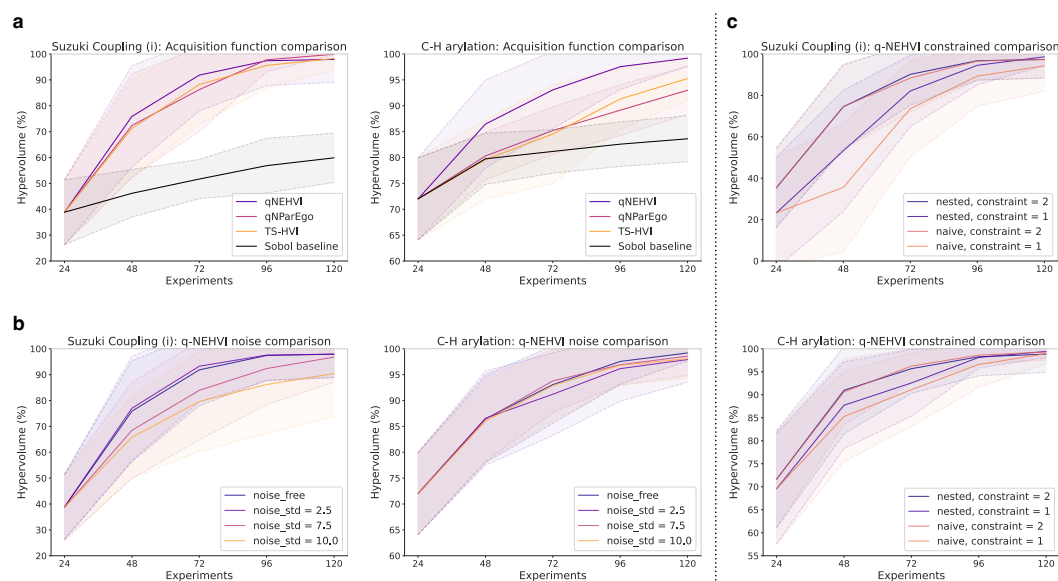 a
Suzuki Coupling (i): Acquisition function comparison
Hypervolume (%)
100
90
80
70
60
50
40
30
20
24 48 72 96 120
Experiments
qNEHVI
qNParEgo
TS-HVI
Sobol baseline
C-H arylation: Acquisition function comparison
Hypervolume (%)
100
95
90
85
80
75
70
65
60
24 48 72 96 120
Experiments
qNEHVI
qNParEgo
TS-HVI
Sobol baseline
b
Suzuki Coupling (i): q-NEHVI noise comparison
Hypervolume (%)
100
90
80
70
60
50
40
30
20
24 48 72 96 120
Experiments
noise_free
noise_std = 2.5
noise_std = 7.5
noise_std = 10.0
C-H arylation: q-NEHVI noise comparison
Hypervolume (%)
100
95
90
85
80
75
70
65
60
24 48 72 96 120
Experiments
noise_free
noise_std = 2.5
noise_std = 7.5
noise_std = 10.0
c
Suzuki Coupling (i): q-NEHVI constrained comparison
Hypervolume (%)
100
80
60
40
20
0
24 48 72 96 120
Experiments
nested, constraint = 2
nested, constraint = 1
naive, constraint = 2
naive, constraint = 1
C-H arylation: q-NEHVI constrained comparison
Hypervolume (%)
100
95
90
85
80
75
70
65
60
55
24 48 72 96 120
Experiments
nested, constraint = 2
nested, constraint = 1
naive, constraint = 2
naive, constraint = 1